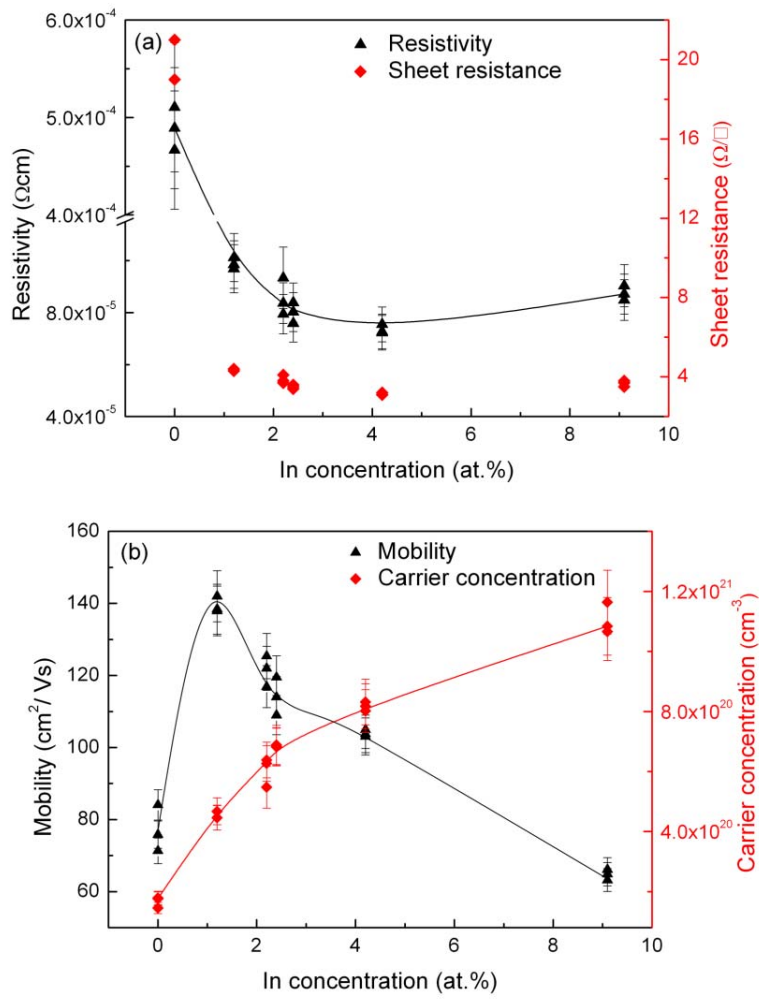 (a)
Resistivity
Sheet resistance
6.0x10⁻⁴
5.0x10⁻⁴
4.0x10⁻⁴
8.0x10⁻⁵
4.0x10⁻⁵
Resistivity (Ωcm)
20
16
12
8
4
Sheet resistance (Ω/□)
0 2 4 6 8 10
In concentration (at.%)
(b)
Mobility
Carrier concentration
160
140
120
100
80
60
Mobility (cm²/ Vs)
1.2x10²¹
8.0x10²⁰
4.0x10²⁰
Carrier concentration (cm⁻³)
0 2 4 6 8 10
In concentration (at.%)